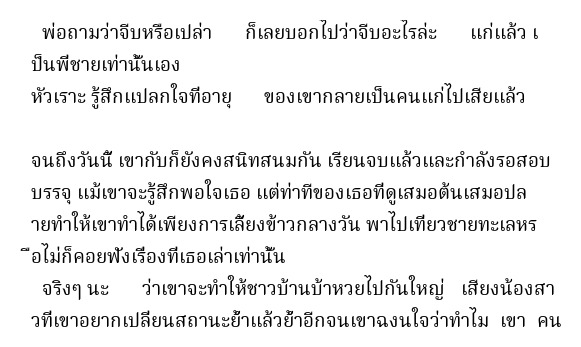 พ่อถามว่าจีบหรือเปล่า ก็เลยบอกไปว่าจีบอะไรล่ะ แก่แล้ว เ
ป็นพี่ชายเท่านั้นเอง
หัวเราะ รู้สึกแปลกใจที่อายุ ของเขากลายเป็นคนแก่ไปเสียแล้ว
จนถึงวันนี้ เขากับก็ยังคงสนิทสนมกัน เรียนจบแล้วและกำลังรอสอบ
บรรจุ แม้เขาจะรู้สึกพอใจเธอ แต่ท่าทีของเธอที่ดูเสมอต้นเสมอปล
ายทำให้เขาทำได้เพียงการเลี้ยงข้าวกลางวัน พาไปเที่ยวชายทะเลหร
ือไม่ก็คอยฟังเรื่องที่เธอเล่าเท่านั้น
จริงๆ นะ ว่าเขาจะทำให้ชาวบ้านบ้าหวยไปกันใหญ่ เสียงน้องสา
วที่เขาอยากเปลี่ยนสถานะย้ำแล้วย้ำอีกจนเขาฉงนใจว่าทำไม เขา คน